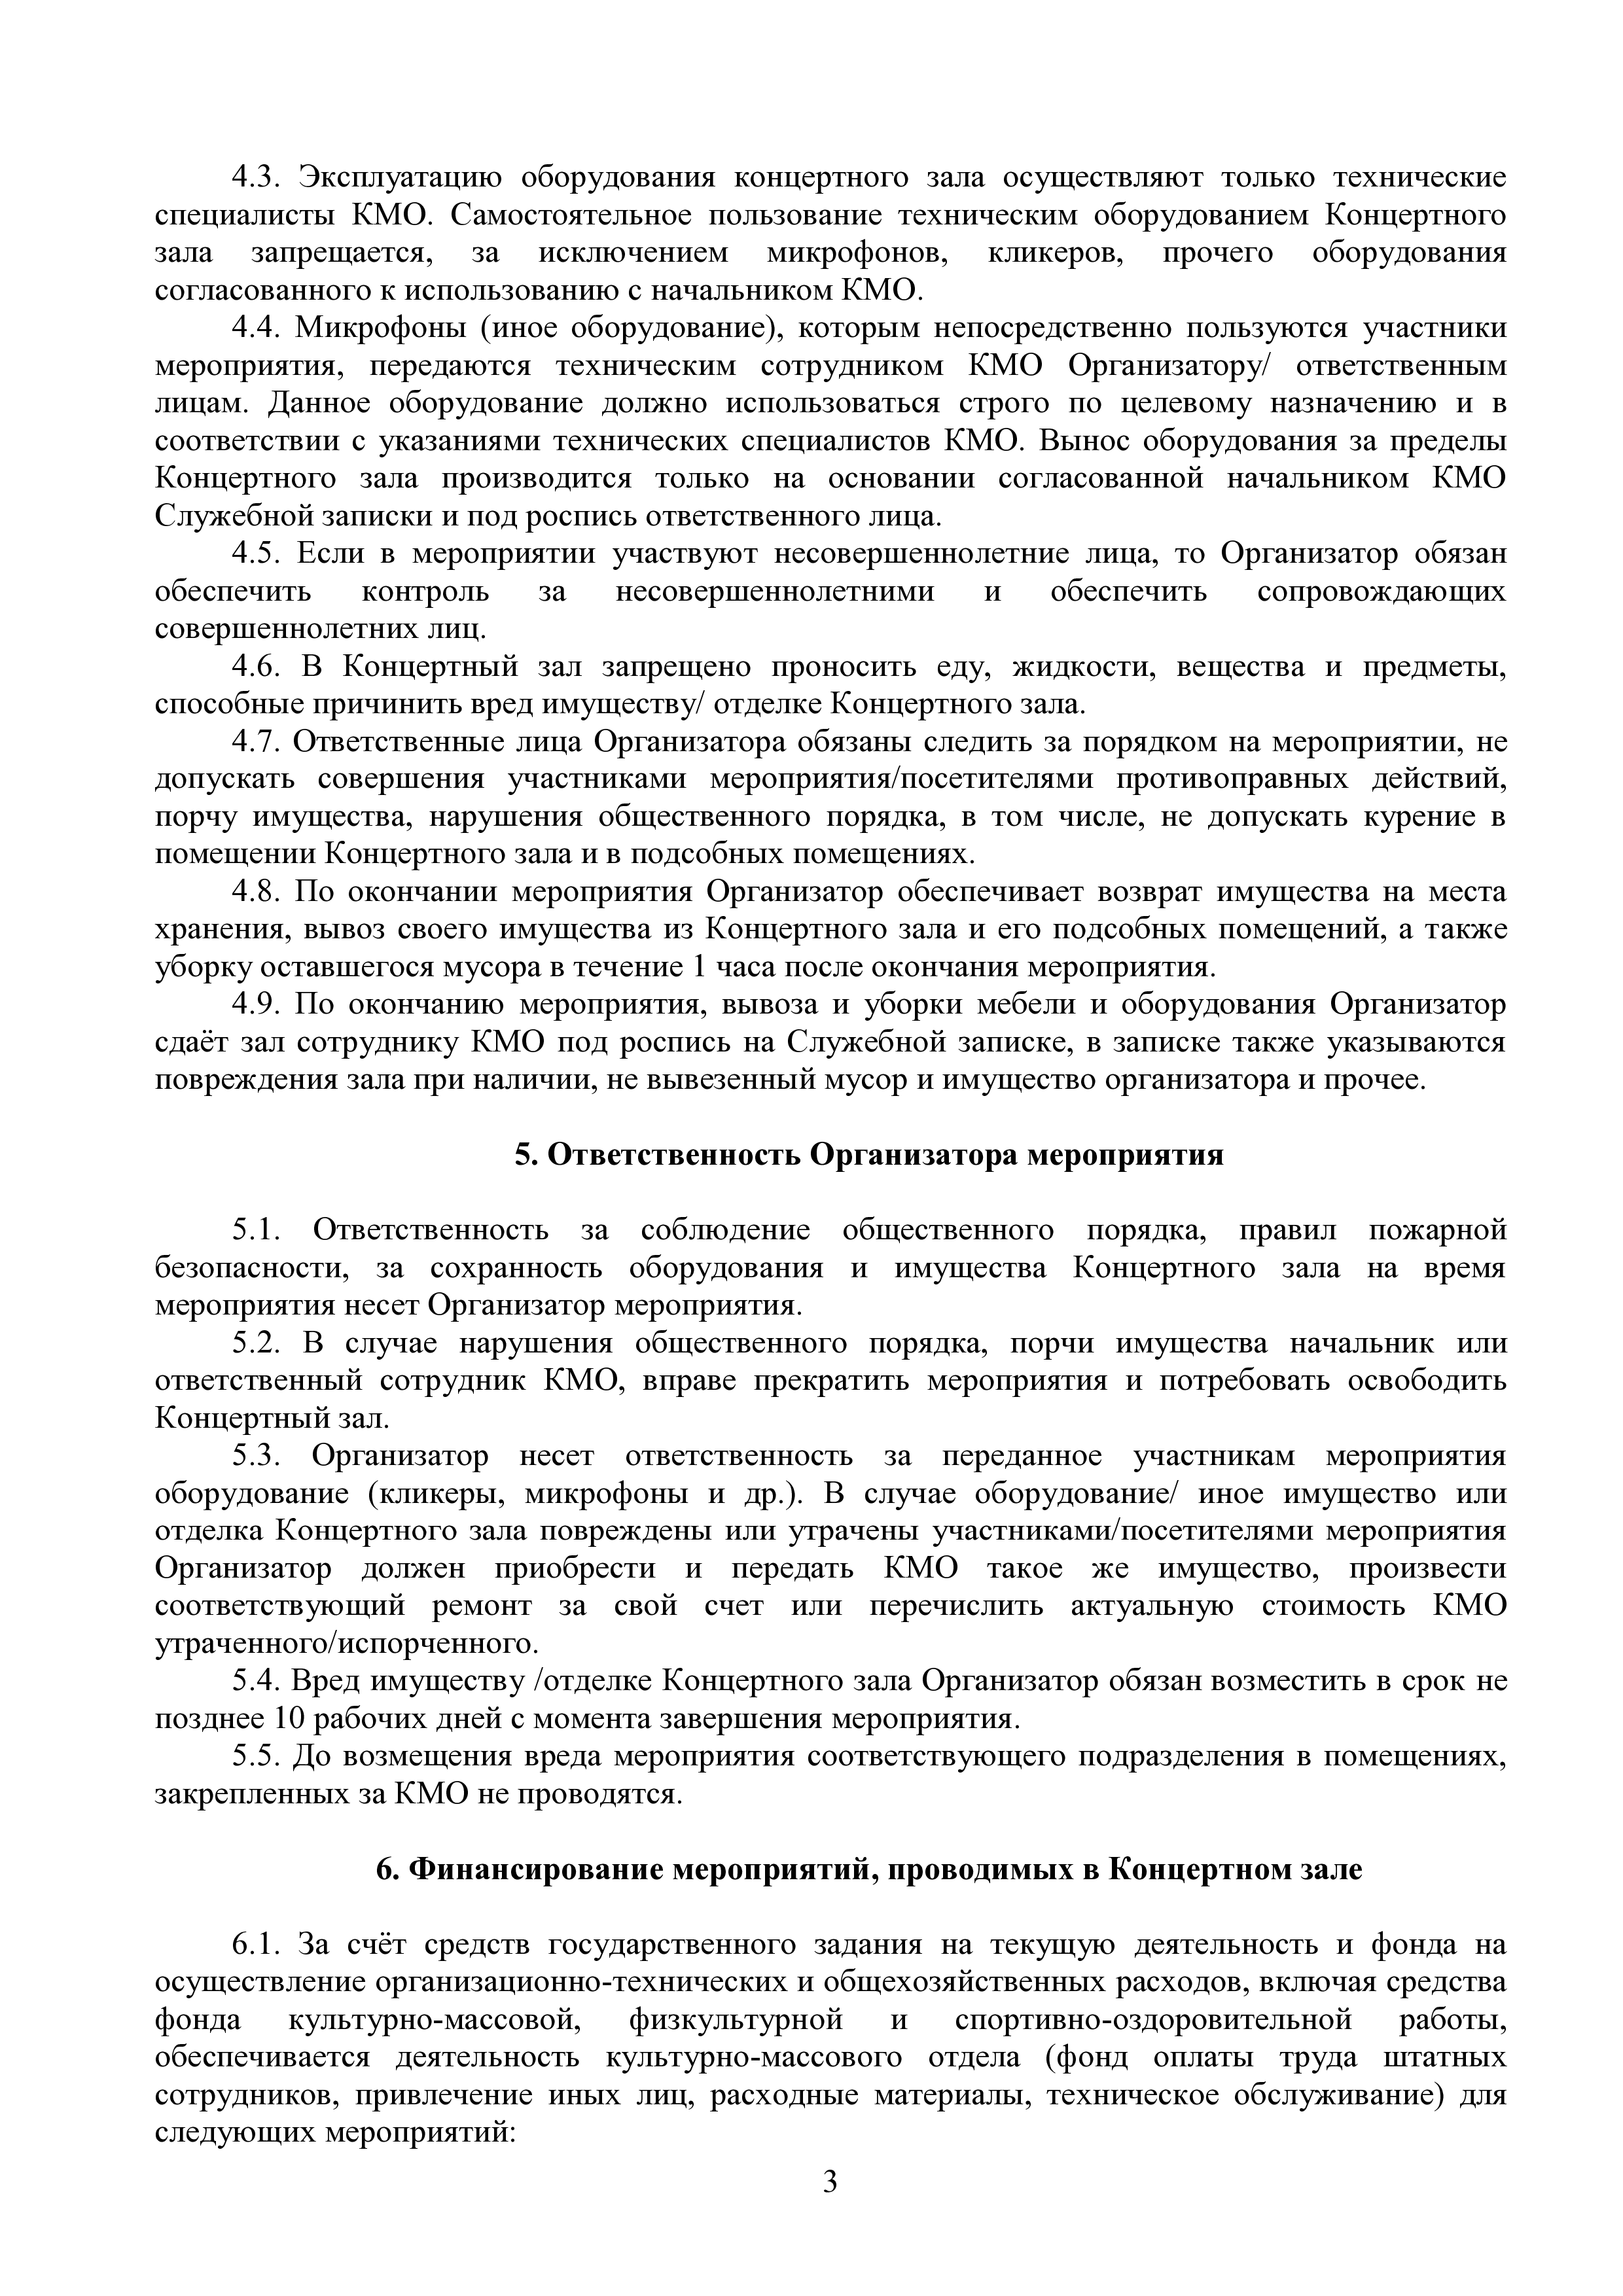 4.3. Эксплуатацию оборудования концертного зала осуществляют только технические
специалисты КМО. Самостоятельное пользование техническим оборудованием Концертного
зала запрещается, за исключением микрофонов, кликеров, прочего оборудования
согласованного к использованию с начальником КМО.
4.4. Микрофоны (иное оборудование), которым непосредственно пользуются участники
мероприятия, передаются техническим сотрудником КМО Организатору/ ответственным
лицам. Данное оборудование должно использоваться строго по целевому назначению и в
соответствии с указаниями технических специалистов КМО. Вынос оборудования за пределы
Концертного зала производится только на основании согласованной начальником КМО
Служебной записки и под роспись ответственного лица.
4.5. Если в мероприятии участвуют несовершеннолетние лица, то Организатор обязан
обеспечить контроль за несовершеннолетними и обеспечить сопровождающих
совершеннолетних лиц.
4.6. В Концертный зал запрещено проносить еду, жидкости, вещества и предметы,
способные причинить вред имуществу/ отделке Концертного зала.
4.7. Ответственные лица Организатора обязаны следить за порядком на мероприятии, не
допускать совершения участниками мероприятия/посетителями противоправных действий,
порчу имущества, нарушения общественного порядка, в том числе, не допускать курение в
помещении Концертного зала и в подсобных помещениях.
4.8. По окончании мероприятия Организатор обеспечивает возврат имущества на места
хранения, вывоз своего имущества из Концертного зала и его подсобных помещений, а также
уборку оставшегося мусора в течение 1 часа после окончания мероприятия.
4.9. По окончанию мероприятия, вывоза и уборки мебели и оборудования Организатор
сдаёт зал сотруднику КМО под роспись на Служебной записке, в записке также указываются
повреждения зала при наличии, не вывезенный мусор и имущество организатора и прочее.
5. Ответственность Организатора мероприятия
5.1. Ответственность за соблюдение общественного порядка, правил пожарной
безопасности, за сохранность оборудования и имущества Концертного зала на время
мероприятия несет Организатор мероприятия.
5.2. В случае нарушения общественного порядка, порчи имущества начальник или
ответственный сотрудник КМО, вправе прекратить мероприятия и потребовать освободить
Концертный зал.
5.3. Организатор несет ответственность за переданное участникам мероприятия
оборудование (кликеры, микрофоны и др.). В случае оборудование/ иное имущество или
отделка Концертного зала повреждены или утрачены участниками/посетителями мероприятия
Организатор должен приобрести и передать КМО такое же имущество, произвести
соответствующий ремонт за свой счет или перечислить актуальную стоимость КМО
утраченного/испорченного.
5.4. Вред имуществу /отделке Концертного зала Организатор обязан возместить в срок не
позднее 10 рабочих дней с момента завершения мероприятия.
5.5. До возмещения вреда мероприятия соответствующего подразделения в помещениях,
закрепленных за КМО не проводятся.
6. Финансирование мероприятий, проводимых в Концертном зале
6.1. За счёт средств государственного задания на текущую деятельность и фонда на
осуществление организационно-технических и общехозяйственных расходов, включая средства
фонда культурно-массовой, физкультурной и спортивно-оздоровительной работы,
обеспечивается деятельность культурно-массового отдела (фонд оплаты труда штатных
сотрудников, привлечение иных лиц, расходные материалы, техническое обслуживание) для
следующих мероприятий:
3